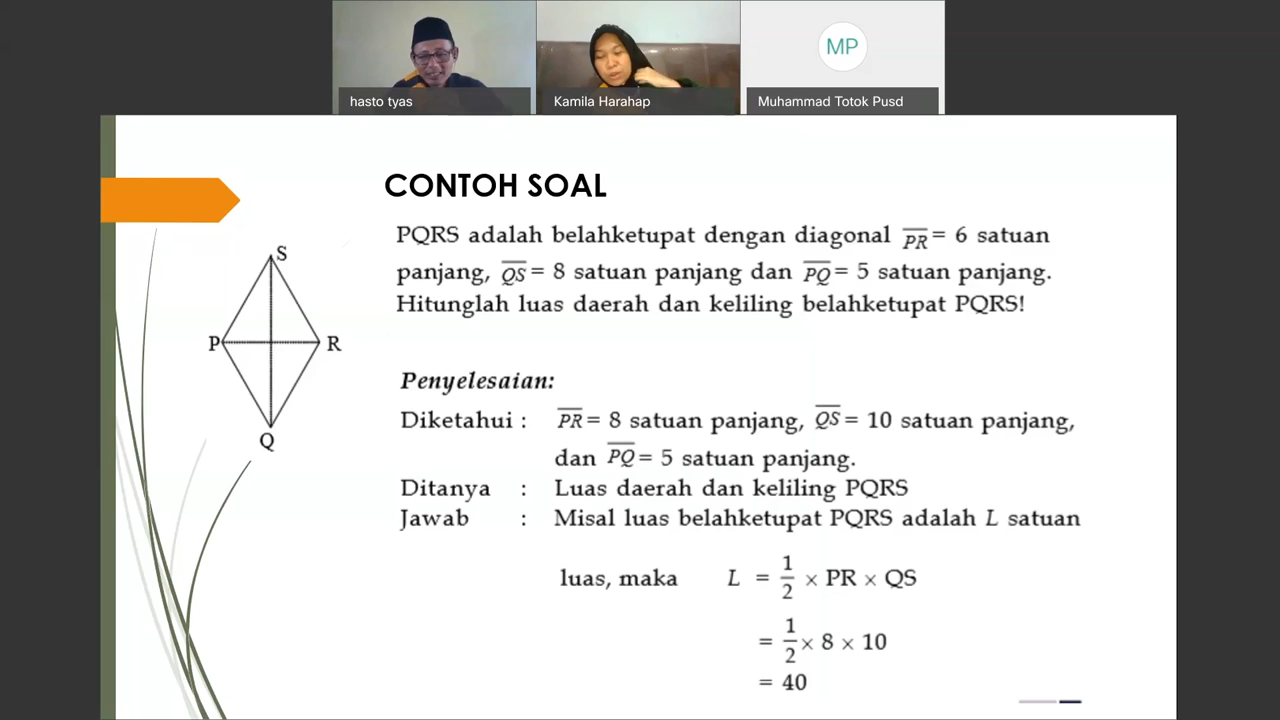 MP
hasto tyas
Kamila Harahap
Muhammad Totok Pusd
CONTOH SOAL
PQRS adalah belahketupat dengan diagonal PR = 6 satuan
panjang, QS = 8 satuan panjang dan PQ = 5 satuan panjang.
Hitunglah luas daerah dan keliling belahketupat PQRS!
S
P
R
Q
Penyelesaian:
Diketahui : PR = 8 satuan panjang, QS = 10 satuan panjang,
dan PQ = 5 satuan panjang.
Ditanya : Luas daerah dan keliling PQRS
Jawab : Misal luas belahketupat PQRS adalah L satuan
luas, maka L = 1/2 × PR × QS
= 1/2 × 8 × 10
= 40